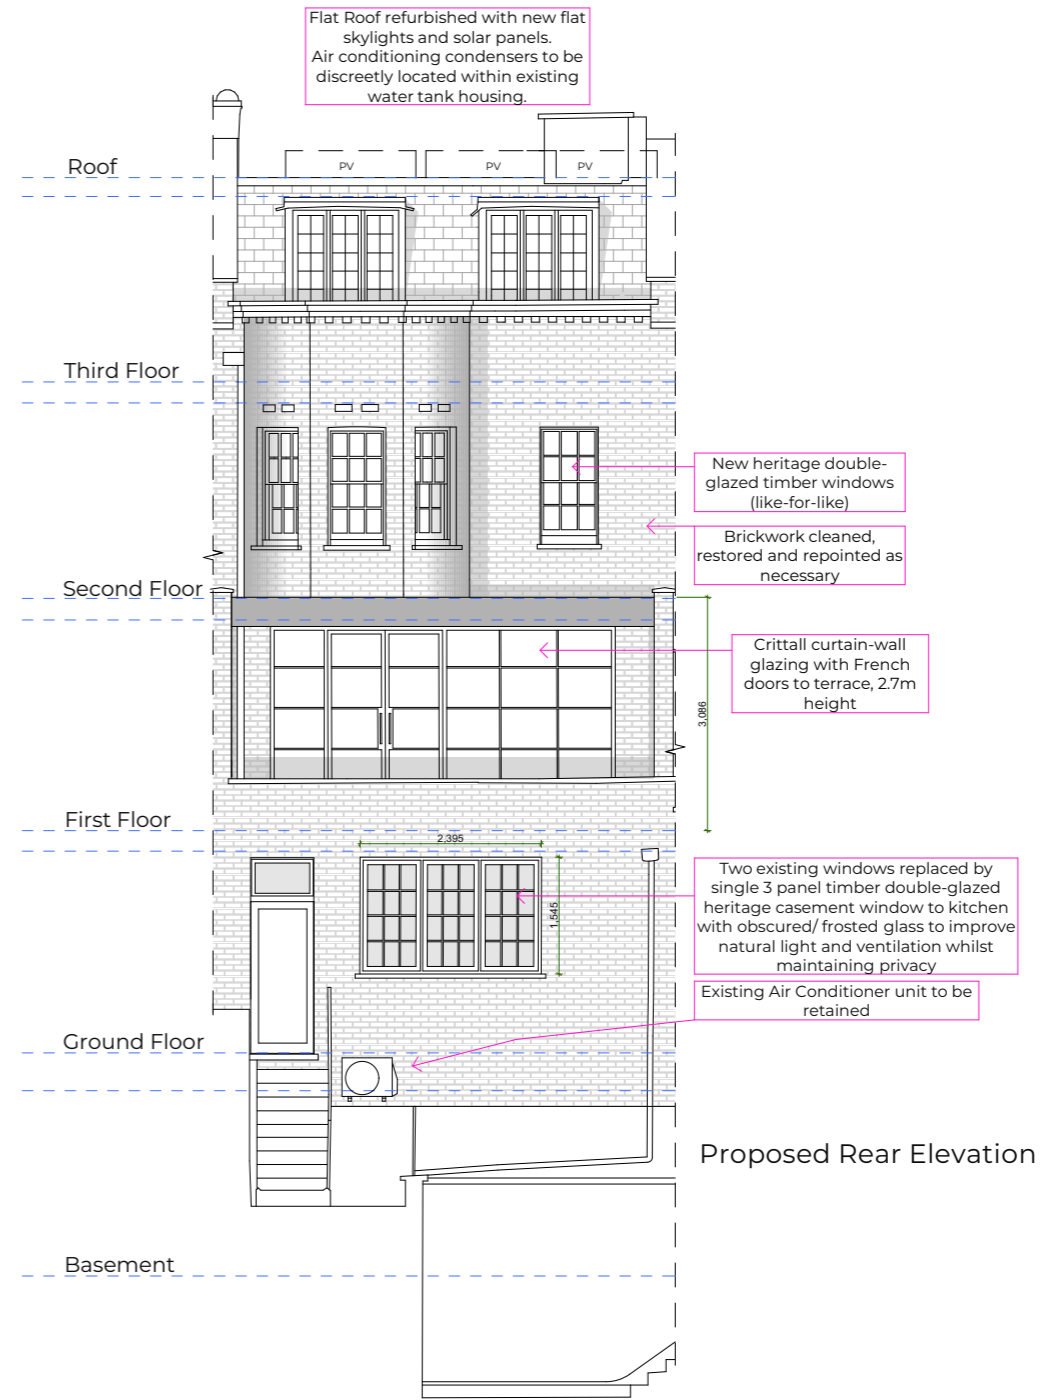 Flat Roof refurbished with new flat
skylights and solar panels.
Air conditioning condensers to be
discreetly located within existing
water tank housing.
Roof
PV
PV
PV
Third Floor
New heritage double-
glazed timber windows
(like-for-like)
Brickwork cleaned,
restored and repointed as
necessary
Second Floor
Crittall curtain-wall
glazing with French
doors to terrace, 2.7m
height
3,086
First Floor
2,395
1,545
Two existing windows replaced by
single 3 panel timber double-glazed
heritage casement window to kitchen
with obscured/ frosted glass to improve
natural light and ventilation whilst
maintaining privacy
Existing Air Conditioner unit to be
retained
Ground Floor
Proposed Rear Elevation
Basement